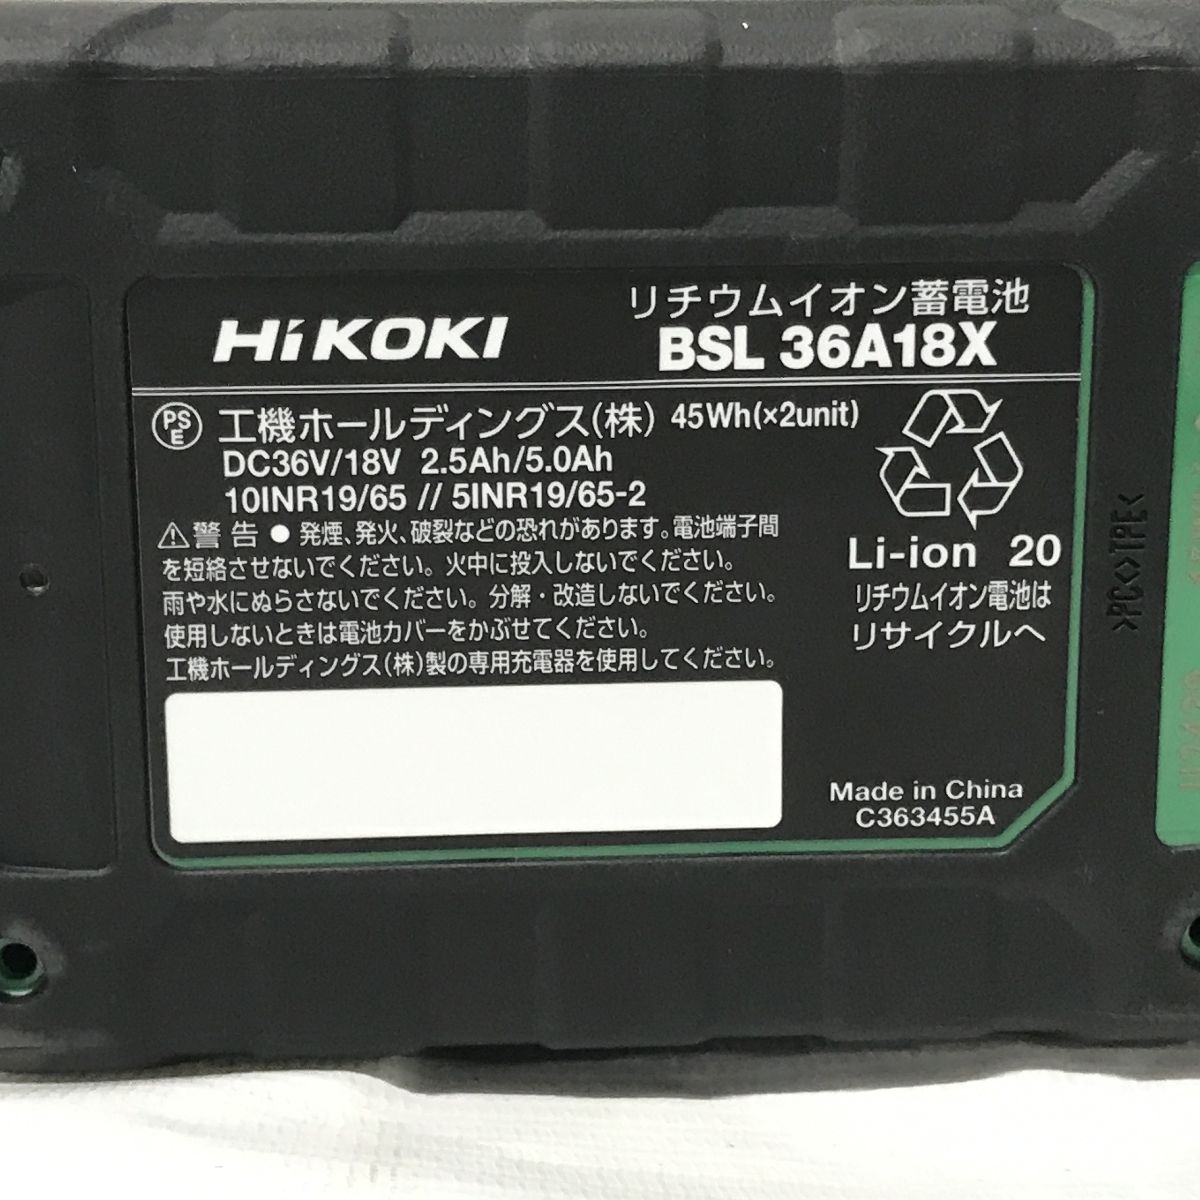 HiKOKI
リチウムイオン蓄電池
BSL 36A18X
PSE 工機ホールディングス(株) 45Wh(×2unit)
DC36V/18V 2.5Ah/5.0Ah
10INR19/65 // 5INR19/65-2
⚠警告 ● 発煙、発火、破裂などの恐れがあります。電池端子間
を短絡させないでください。火中に投入しないでください。
雨や水にぬらさないでください。分解・改造しないでください。
使用しないときは電池カバーをかぶせてください。
工機ホールディングス(株)製の専用充電器を使用してください。
Li-ion 20
リチウムイオン電池は
リサイクルへ
Made in China
C363455A
>PC<>TPE<